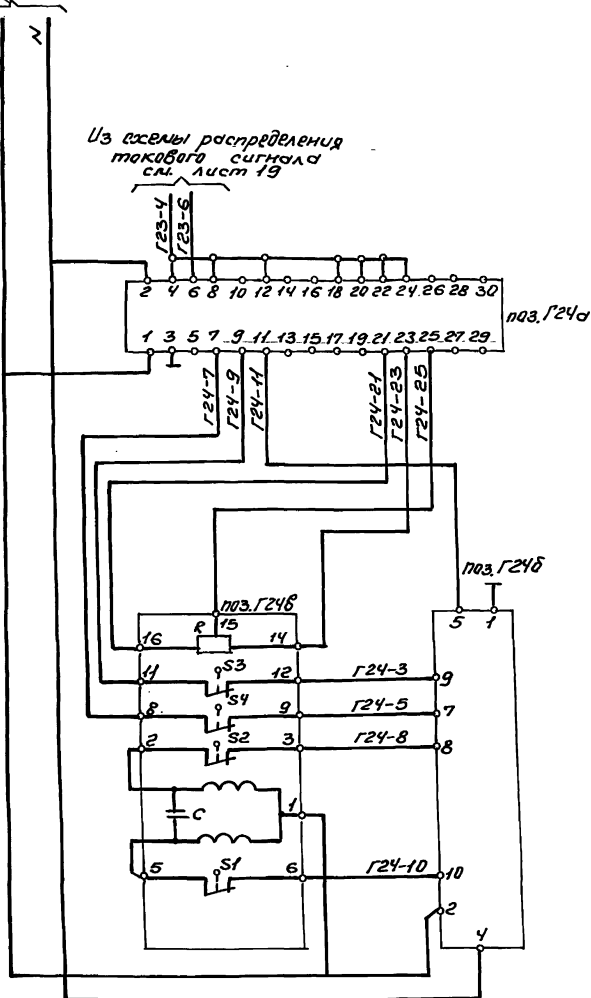 ~
Из схемы распределения
токового сигнала
см. лист 19
Г23-4
Г23-6
2 4 6 8 10 12 14 16 18 20 22 24 26 28 30
поз. Г24а
1 3 5 7 9 11 13 15 17 19 21 23 25 27 29
Г24-7
Г24-9
Г24-11
Г24-21
Г24-23
Г24-25
поз. Г24в
поз. Г24б
5 1
16 R 15 14
11 S3 12 Г24-3 9
8 S4 9 Г24-5 7
2 S2 3 Г24-8 8
C 1
5 S1 6 Г24-10 10
2
4